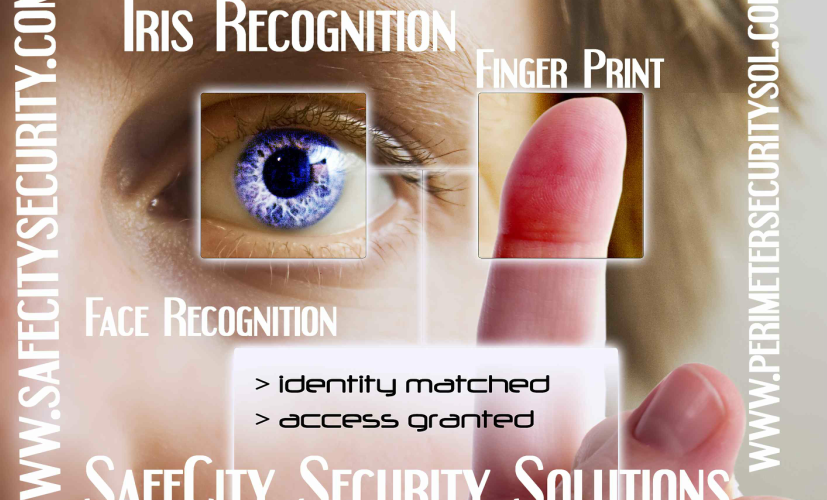 Iris Recognition
Finger Print
Face Recognition
> identity matched
> access granted
SafeCity Security Solutions
WWW.SAFECITYSECURITY.COM
WWW.PERIMETERSECURITYSOL.COM